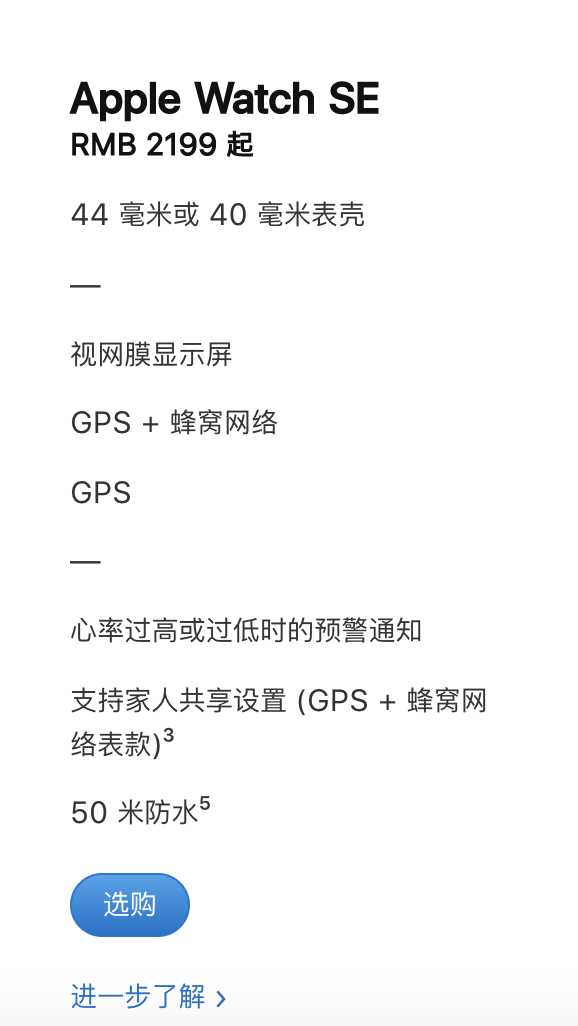 Apple Watch SE
RMB 2199 起
44 毫米或 40 毫米表壳
—
视网膜显示屏
GPS + 蜂窝网络
GPS
—
心率过高或过低时的预警通知
支持家人共享设置 (GPS + 蜂窝网
络表款)³
50 米防水⁵
选购
进一步了解 >